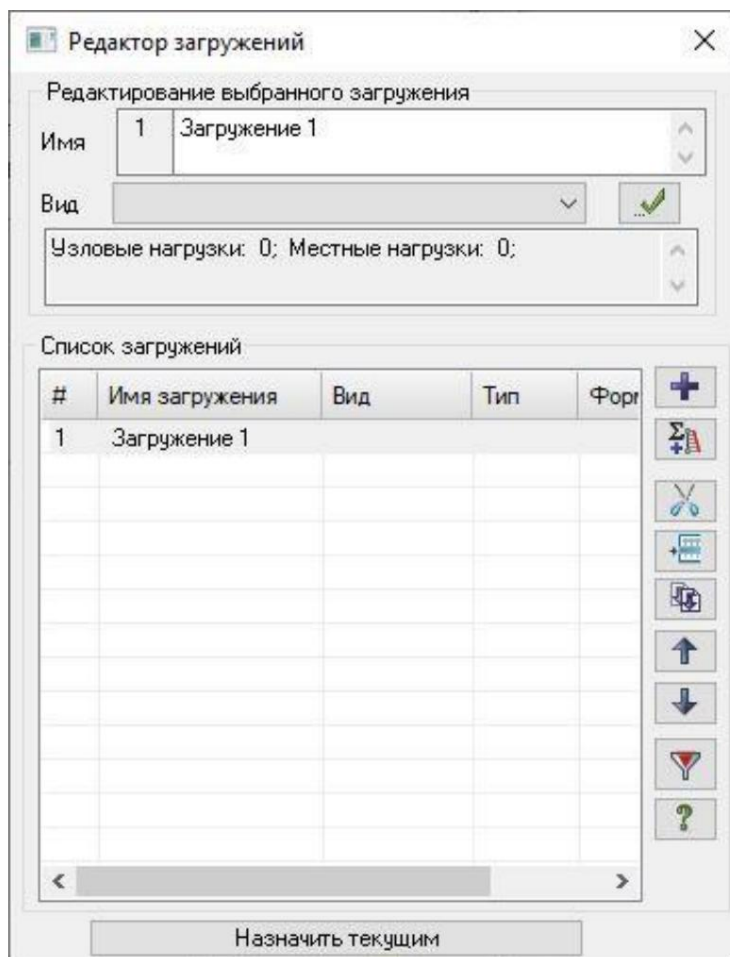 Редактор загружений
Редактирование выбранного загружения
Имя 1 Загружение 1
Вид
Узловые нагрузки: 0; Местные нагрузки: 0;
Список загружений
# Имя загружения Вид Тип Фор
1 Загружение 1
Назначить текущим